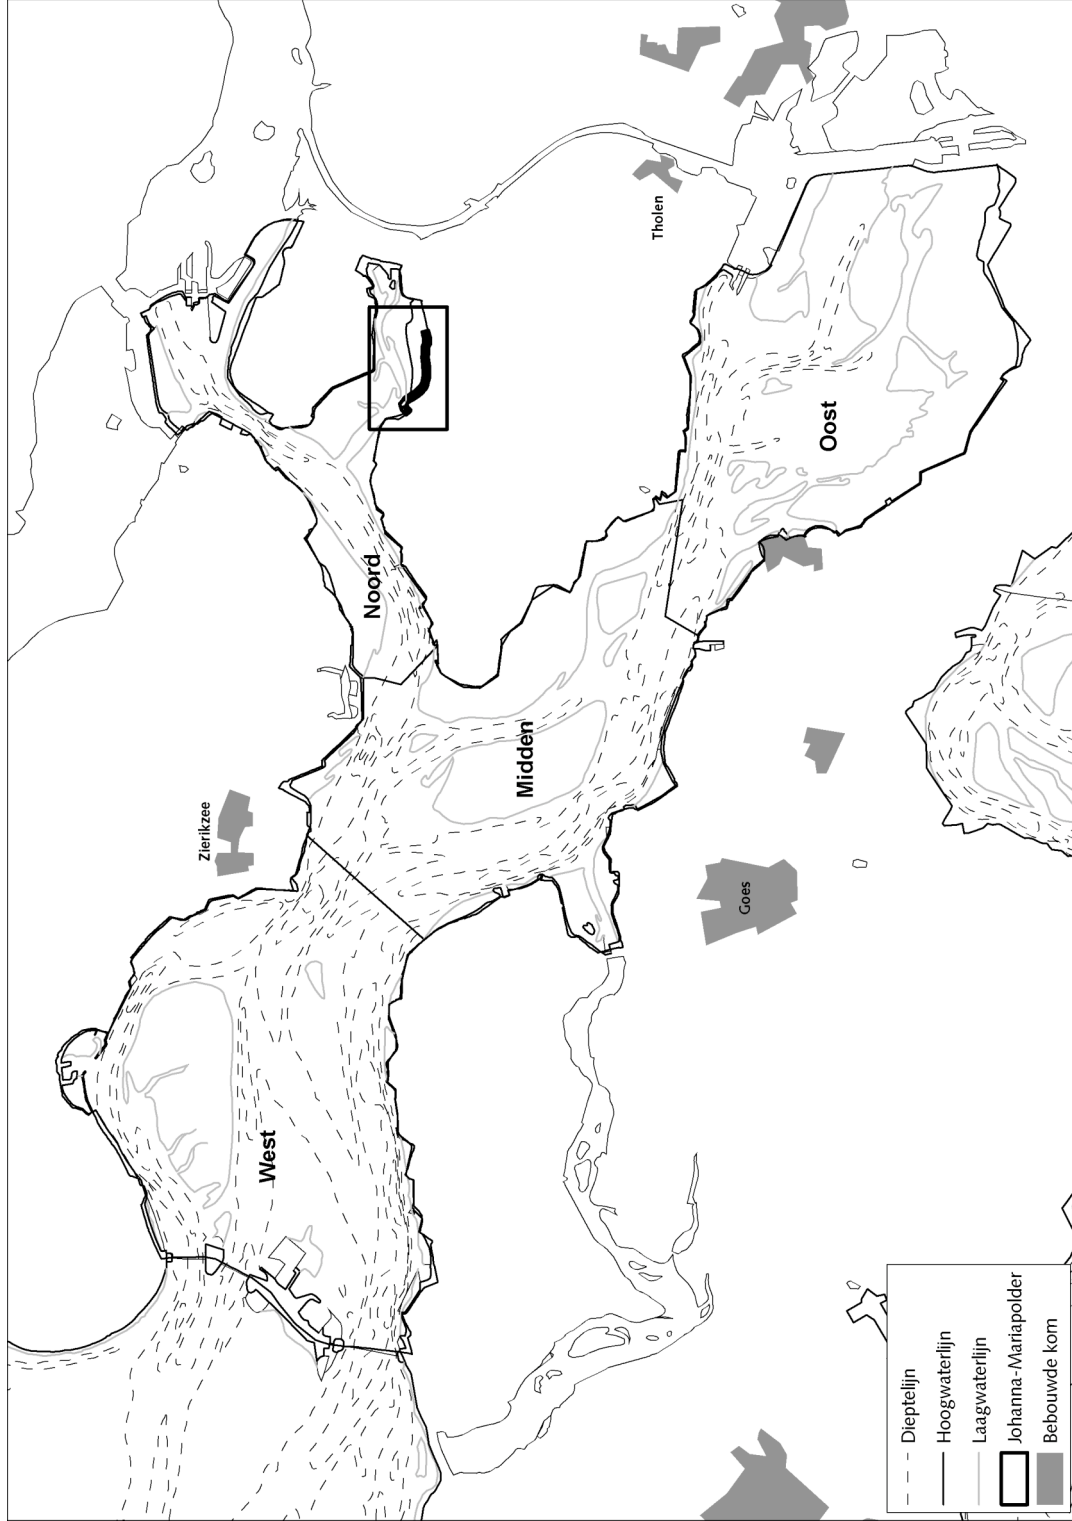 Zierikzee
Tholen
Goes
West
Noord
Midden
Oost
Dieptelijn
Hoogwaterlijn
Laagwaterlijn
Johanna-Mariapolder
Bebouwde kom